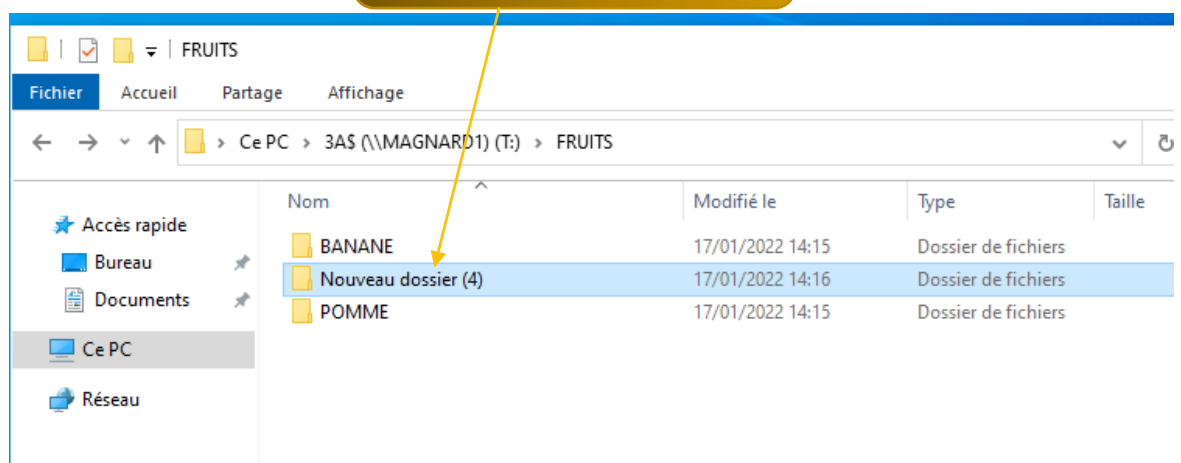 FRUITS
Fichier Accueil Partage Affichage
Ce PC > 3A$ (\\MAGNARD1) (T:) > FRUITS
Nom Modifié le Type Taille
Accès rapide
Bureau
Documents
Ce PC
Réseau
BANANE 17/01/2022 14:15 Dossier de fichiers
Nouveau dossier (4) 17/01/2022 14:16 Dossier de fichiers
POMME 17/01/2022 14:15 Dossier de fichiers